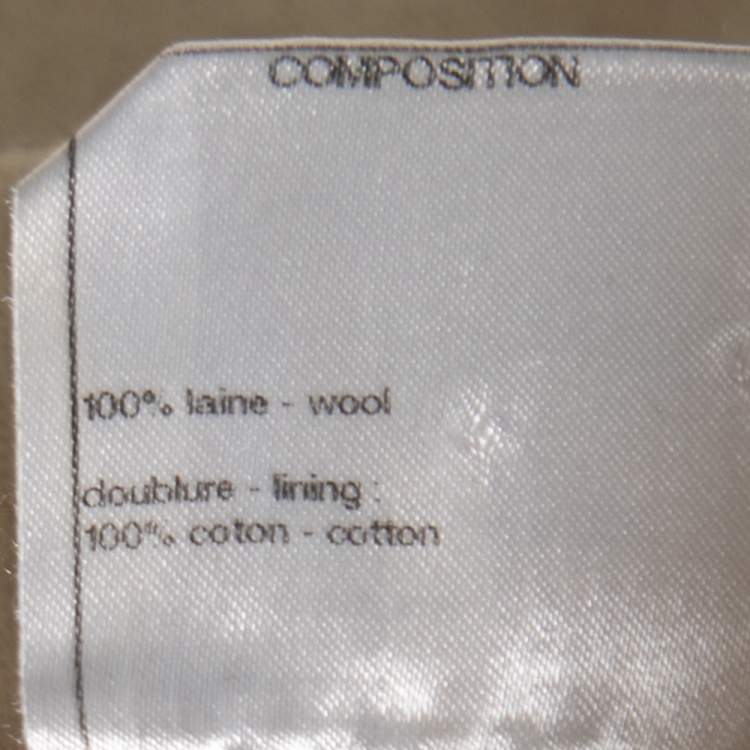 COMPOSITION
100% laine - wool
doublure - lining :
100% coton - cotton